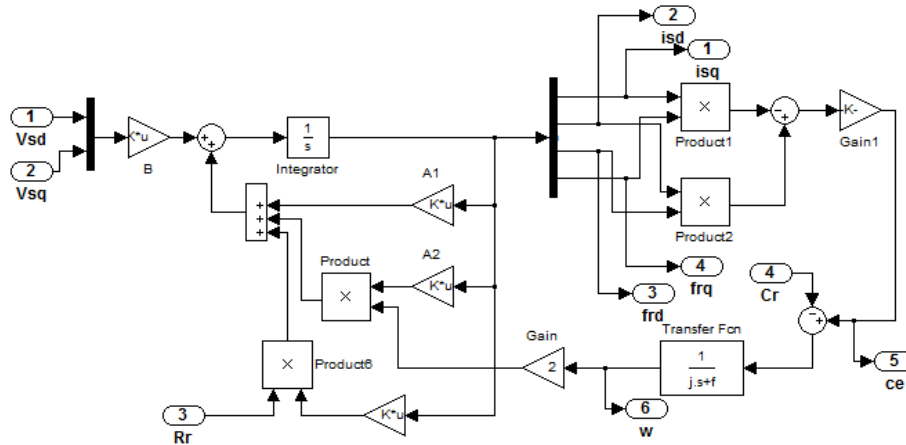 2
isd
1
isq
1
Vsd
2
Vsq
K*u
B
+
+
1
s
Integrator
×
Product1
−
+
K-
Gain1
×
Product2
A1
K*u
+
+
+
A2
K*u
Product
×
4
frq
3
frd
4
Cr
−
+
Transfer Fcn
1
j.s+f
Gain
2
5
ce
6
w
×
Product6
3
Rr
K*u